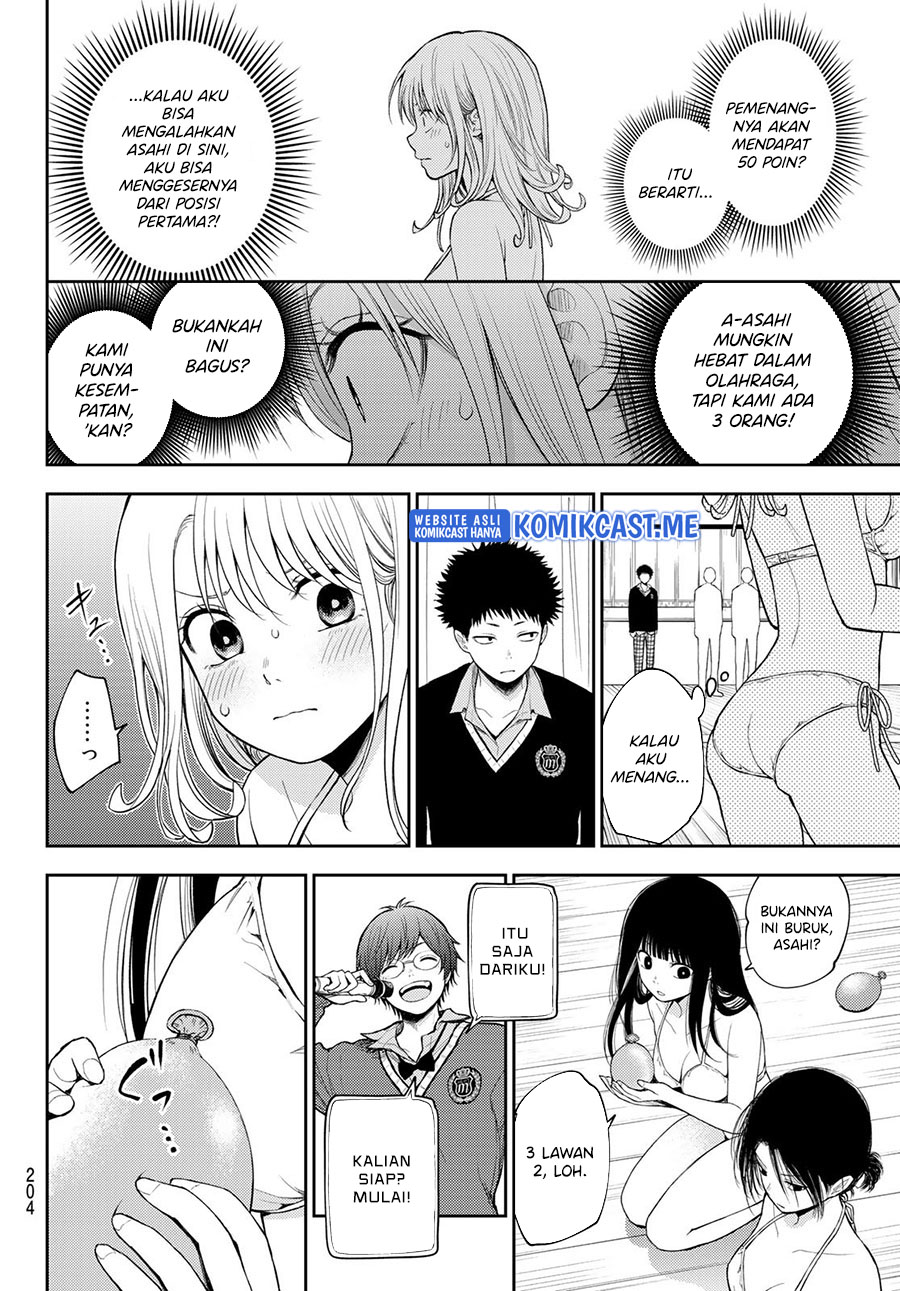 PEMENANG-
NYA AKAN
MENDAPAT
50 POIN?
ITU
BERARTI...
...KALAU AKU
BISA
MENGALAHKAN
ASAHI DI SINI,
AKU BISA
MENGGESERNYA
DARI POSISI
PERTAMA?!
A-ASAHI
MUNGKIN
HEBAT DALAM
OLAHRAGA,
TAPI KAMI ADA
3 ORANG!
BUKANKAH
INI
BAGUS?
KAMI
PUNYA
KESEM-
PATAN,
'KAN?
WEBSITE ASLI
KOMIKCAST HANYA
KOMIKCAST.ME
KALAU
AKU
MENANG...
キュ…
……っ
BUKANNYA
INI BURUK,
ASAHI?
3 LAWAN
2, LOH.
ITU
SAJA
DARIKU!
KALIAN
SIAP?
MULAI!
204